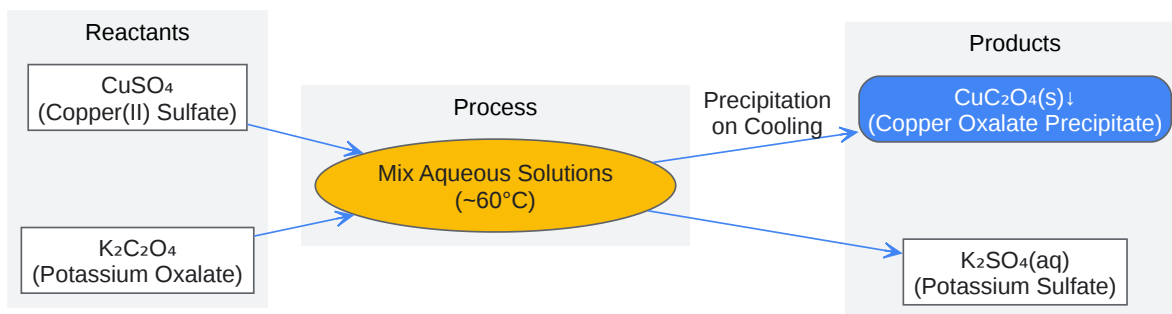 Reactants
CuSO₄
(Copper(II) Sulfate)
K₂C₂O₄
(Potassium Oxalate)
Process
Mix Aqueous Solutions
(~60°C)
Precipitation
on Cooling
Products
CuC₂O₄(s)↓
(Copper Oxalate Precipitate)
K₂SO₄(aq)
(Potassium Sulfate)